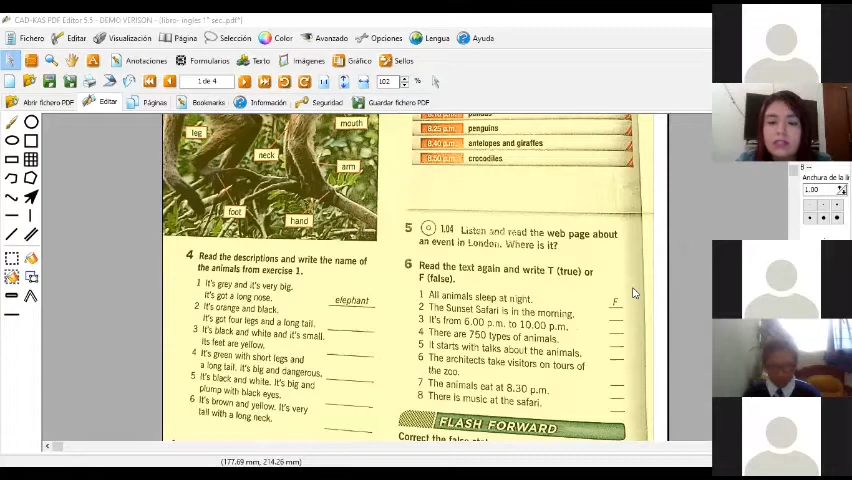 CAD-KAS PDF Editor 5.5 - DEMO VERISON - [libro- ingles 1° sec..pdf*]
Fichero Editar Visualización Página Selección Color Avanzado Opciones Lengua Ayuda
Anotaciones Formularios Texto Imágenes Gráfico Sellos
1 de 4 102 %
Abrir fichero PDF Editar Páginas Bookmarks Información Seguridad Guardar fichero PDF
leg
mouth
neck
arm
foot
hand
pandas
8.25 p.m. penguins
8.40 p.m. antelopes and giraffes
8.50 p.m. crocodiles
4 Read the descriptions and write the name of
the animals from exercise 1.
1 It's grey and it's very big.
It's got a long nose. elephant
2 It's orange and black.
It's got four legs and a long tail.
3 It's black and white and it's small.
Its feet are yellow.
4 It's green with short legs and
a long tail. It's big and dangerous.
5 It's black and white. It's big and
plump with black eyes.
6 It's brown and yellow. It's very
tall with a long neck.
5 1.04 Listen and read the web page about
an event in London. Where is it?
6 Read the text again and write T (true) or
F (false).
1 All animals sleep at night. F
2 The Sunset Safari is in the morning.
3 It's from 6.00 p.m. to 10.00 p.m.
4 There are 750 types of animals.
5 It starts with talks about the animals.
6 The architects take visitors on tours of
the zoo.
7 The animals eat at 8.30 p.m.
8 There is music at the safari.
FLASH FORWARD
Correct the false
B ---
Anchura de la lí
1.00
(177.69 mm, 214.26 mm)